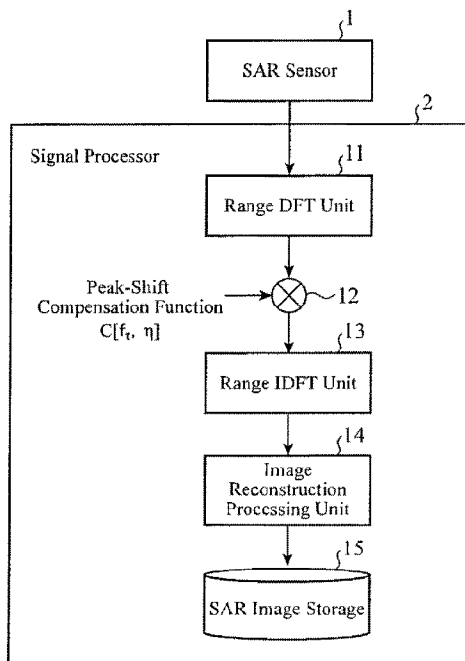 1
SAR Sensor
2
Signal Processor
11
Range DFT Unit
Peak-Shift
Compensation Function
C[fτ, η]
12
13
Range IDFT Unit
14
Image
Reconstruction
Processing Unit
15
SAR Image Storage